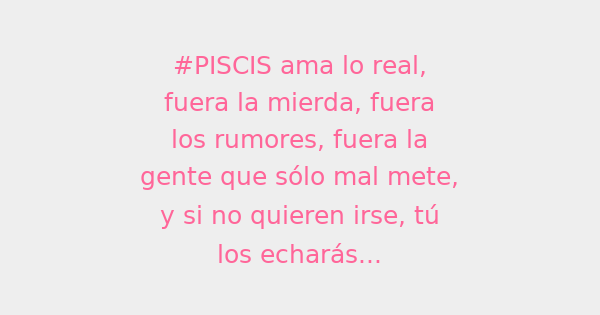 #PISCIS ama lo real,
fuera la mierda, fuera
los rumores, fuera la
gente que sólo mal mete,
y si no quieren irse, tú
los echarás...